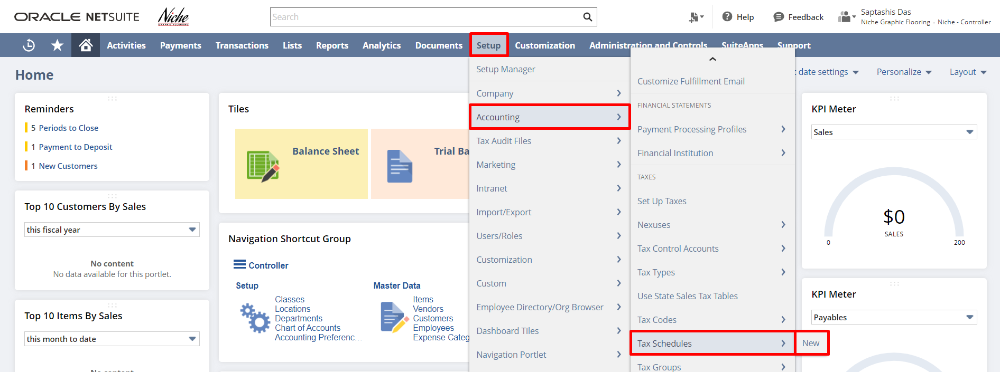 ORACLE NETSUITE
Niche
GRAPHIC FLOORING
Search
Help
Feedback
Saptashis Das
Niche Graphic Flooring - Niche - Controller
Activities
Payments
Transactions
Lists
Reports
Analytics
Documents
Setup
Customization
Administration and Controls
SuiteApps
Support
Home
t date settings
Personalize
Layout
Reminders
5 Periods to Close
1 Payment to Deposit
1 New Customers
Top 10 Customers By Sales
this fiscal year
No content
No data available for this portlet.
Top 10 Items By Sales
this month to date
No content
Tiles
Balance Sheet
Trial Ba
Navigation Shortcut Group
Controller
Setup
Classes
Locations
Departments
Chart of Accounts
Accounting Preferenc...
Master Data
Items
Vendors
Customers
Employees
Expense Categ
Setup Manager
Company
Accounting
Tax Audit Files
Marketing
Intranet
Import/Export
Users/Roles
Customization
Custom
Employee Directory/Org Browser
Dashboard Tiles
Navigation Portlet
Customize Fulfillment Email
FINANCIAL STATEMENTS
Payment Processing Profiles
Financial Institution
TAXES
Set Up Taxes
Nexuses
Tax Control Accounts
Tax Types
Use State Sales Tax Tables
Tax Codes
Tax Schedules
New
Tax Groups
KPI Meter
Sales
$0
SALES
0
200
KPI Meter
Payables